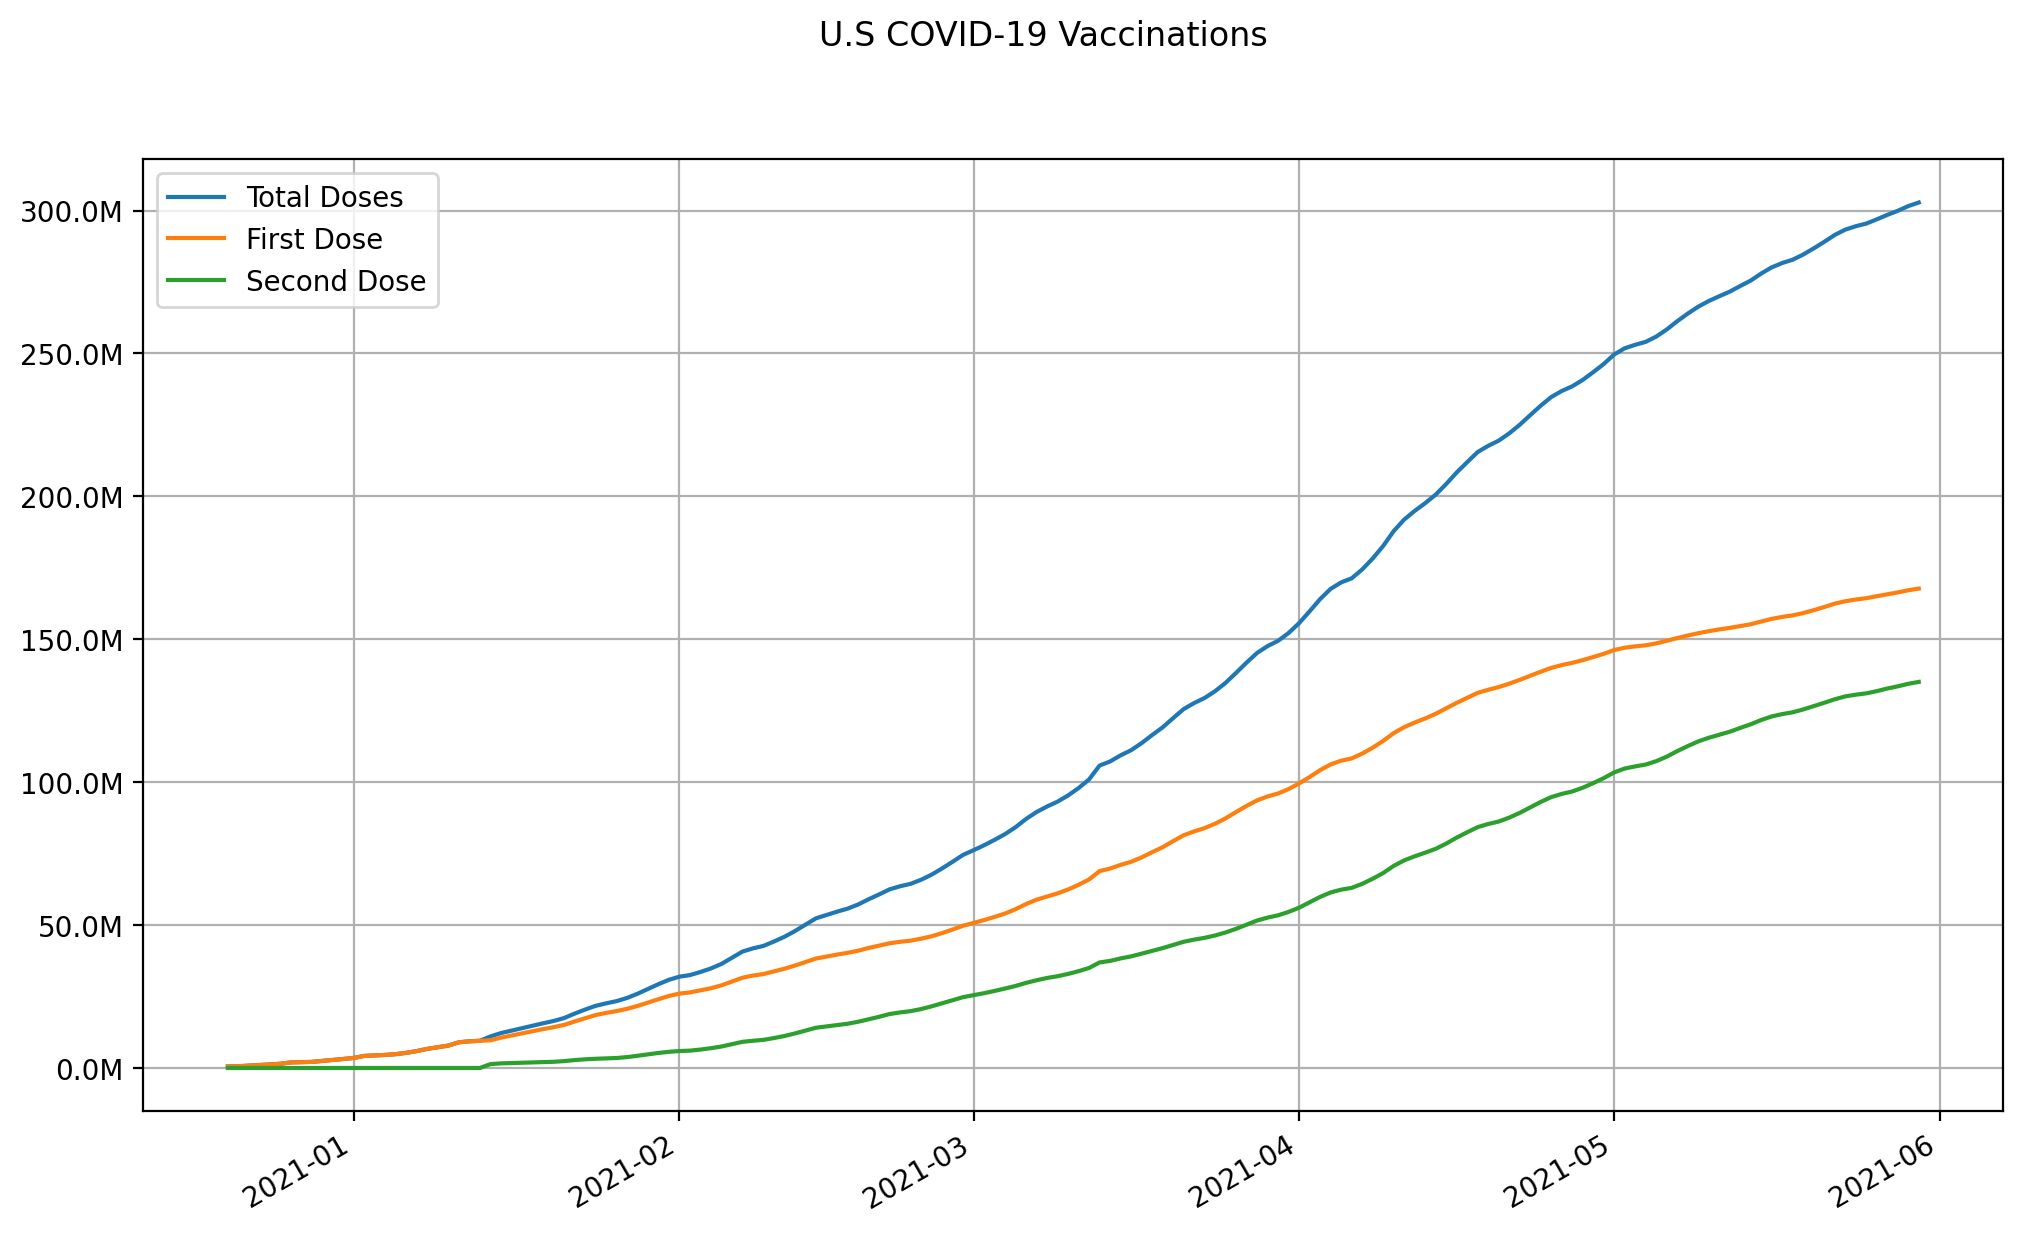 U.S COVID-19 Vaccinations
Total Doses
First Dose
Second Dose
300.0M
250.0M
200.0M
150.0M
100.0M
50.0M
0.0M
2021-01
2021-02
2021-03
2021-04
2021-05
2021-06